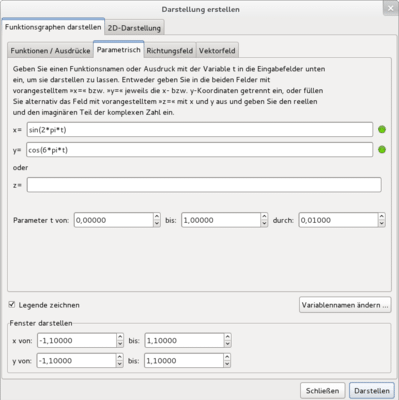 Darstellung erstellen
Funktionsgraphen darstellen 2D-Darstellung
Funktionen / Ausdrücke Parametrisch Richtungsfeld Vektorfeld
Geben Sie einen Funktionsnamen oder Ausdruck mit der Variable t in die Eingabefelder unten
ein, um sie darstellen zu lassen. Entweder geben Sie in die beiden Felder mit
vorangestelltem »x=« bzw. »y=« jeweils die x- bzw. y-Koordinaten getrennt ein, oder füllen
Sie alternativ das Feld mit vorangestelltem »z=« mit x und y aus und geben Sie den reellen
und den imaginären Teil der komplexen Zahl ein.
x= sin(2*pi*t)
y= cos(6*pi*t)
oder
z=
Parameter t von: 0,00000 bis: 1,00000 durch: 0,01000
Legende zeichnen Variablennamen ändern ...
Fenster darstellen
x von: -1,10000 bis: 1,10000
y von: -1,10000 bis: 1,10000
Schließen Darstellen